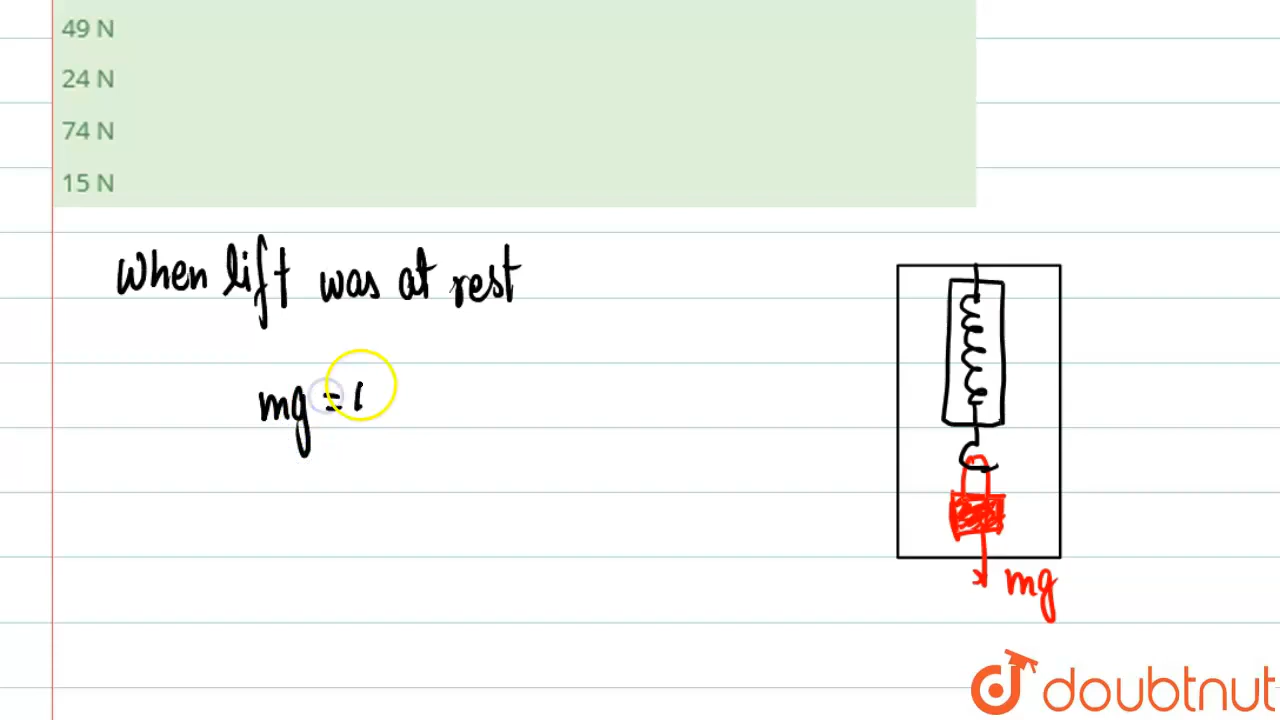 49 N
24 N
74 N
15 N
When lift was at rest
mg =
mg
doubtnut